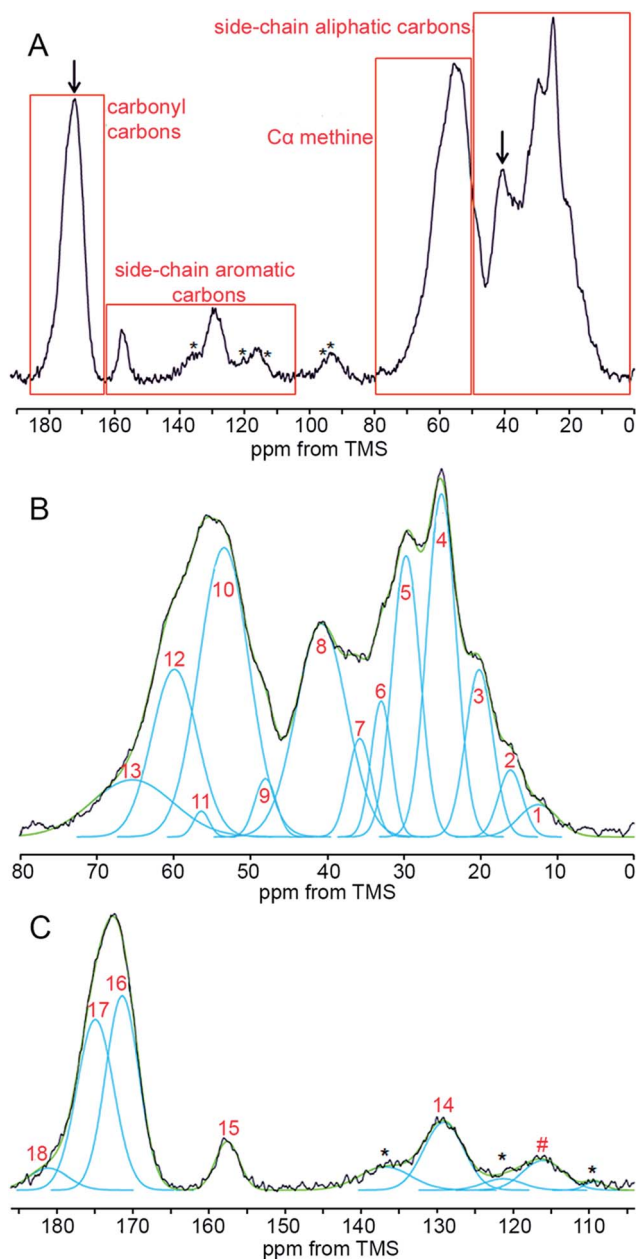 A
side-chain aliphatic carbons
carbonyl
carbons
Cα methine
side-chain aromatic
carbons
* * * * *
180 160 140 120 100 80 60 40 20 0
ppm from TMS
B
1 2 3 4 5 6 7 8 9 10 11 12 13
80 70 60 50 40 30 20 10 0
ppm from TMS
C
18 17 16 15 * 14 * # *
180 170 160 150 140 130 120 110
ppm from TMS